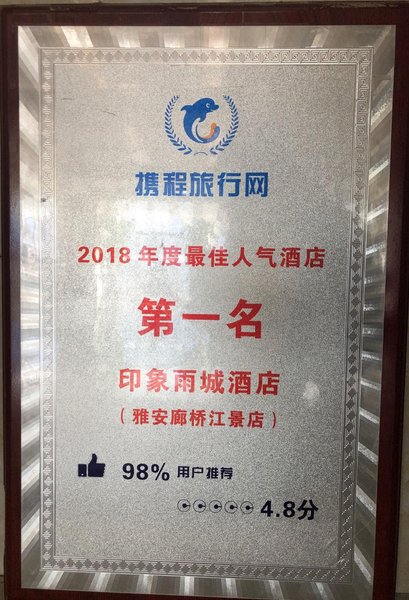 携程旅行网
2018 年度最佳人气酒店
第一名
印象雨城酒店
(雅安廊桥江景店)
98% 用户推荐
4.8分